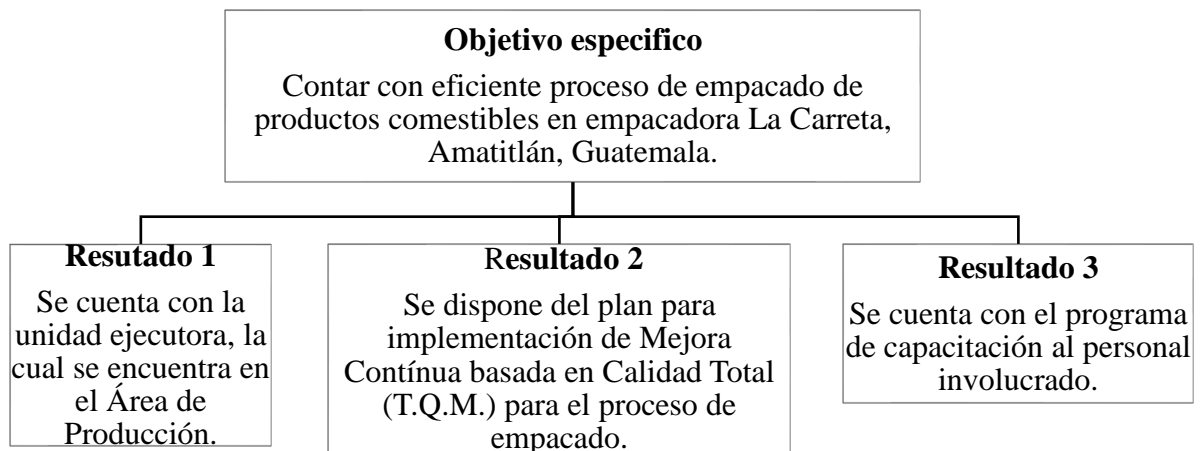 Objetivo especifico
Contar con eficiente proceso de empacado de
productos comestibles en empacadora La Carreta,
Amatitlán, Guatemala.
Resutado 1
Se cuenta con la
unidad ejecutora, la
cual se encuentra en
el Área de
Producción.
Resultado 2
Se dispone del plan para
implementación de Mejora
Contínua basada en Calidad Total
(T.Q.M.) para el proceso de
empacado.
Resultado 3
Se cuenta con el programa
de capacitación al personal
involucrado.